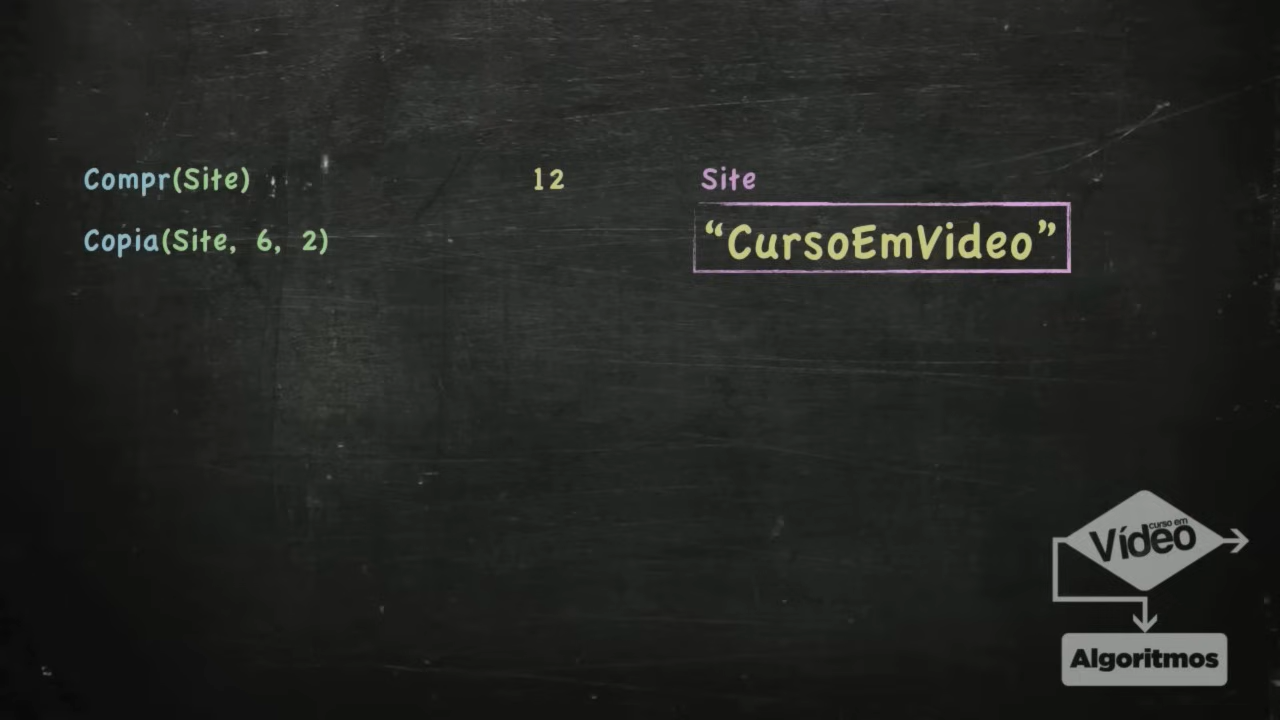 Compr(Site) 12 Site
Copia(Site, 6, 2)
“CursoEmVideo”
curso em
Vídeo
Algoritmos